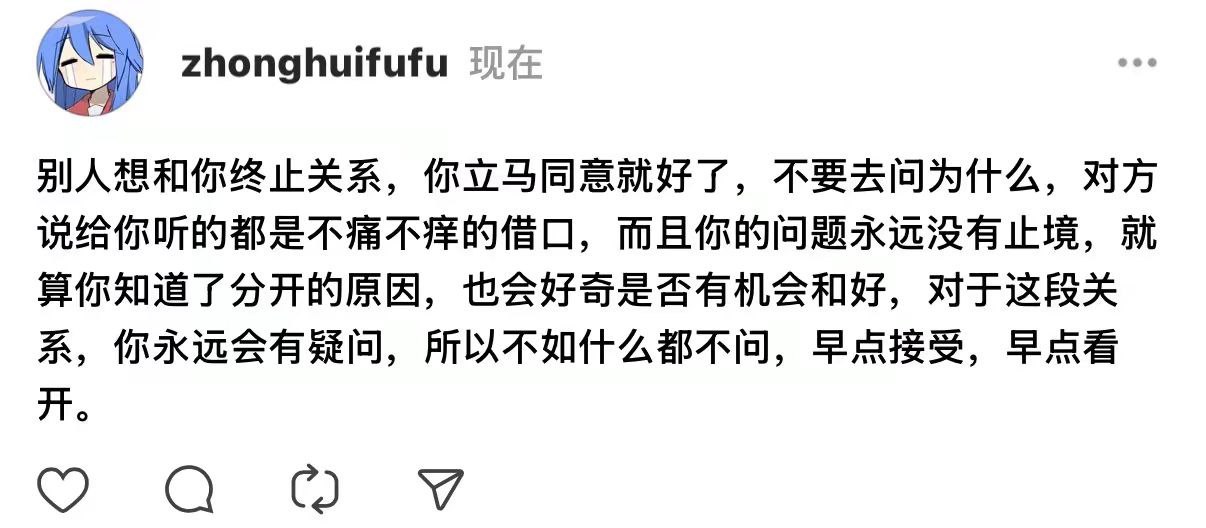 zhonghuifufu 现在
别人想和你终止关系，你立马同意就好了，不要去问为什么，对方
说给你听的都是不痛不痒的借口，而且你的问题永远没有止境，就
算你知道了分开的原因，也会好奇是否有机会和好，对于这段关
系，你永远会有疑问，所以不如什么都不问，早点接受，早点看
开。